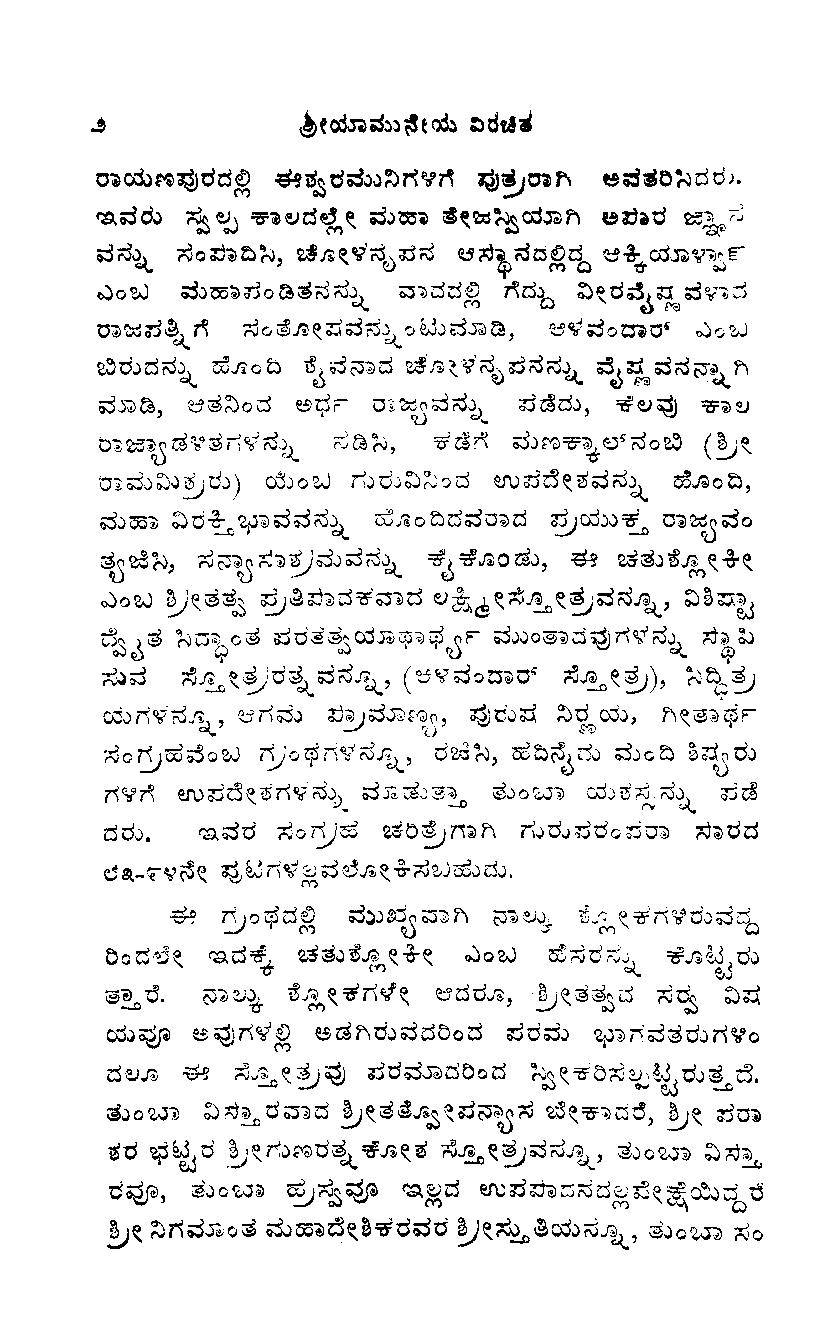 ೨ ಶ್ರೀಯಾಮುನೇಯ ವಿರಚಿತ
ರಾಯಣಪುರದಲ್ಲಿ ಈಶ್ವರಮುನಿಗಳಿಗೆ ಪುತ್ರರಾಗಿ ಅವತರಿಸಿದರು.
ಇವರು ಸ್ವಲ್ಪ ಕಾಲದಲ್ಲೇ ಮಹಾ ತೇಜಸ್ವಿಯಾಗಿ ಅಪಾರ ಜ್ಞಾನ
ವನ್ನು ಸಂಪಾದಿಸಿ, ಚೋಳನೃಪನ ಆಸ್ಥಾನದಲ್ಲಿದ್ದ ಆಕ್ಕಿಯಾಳ್ವಾರ್
ಎಂಬ ಮಹಾಪಂಡಿತನನ್ನು ವಾದದಲ್ಲಿ ಗೆದ್ದು ವೀರವೈಷ್ಣವಳಾದ
ರಾಜಪತ್ನಿಗೆ ಸಂತೋಷವನ್ನುಂಟುಮಾಡಿ, ಆಳವಂದಾರ್ ಎಂಬ
ಬಿರುದನ್ನು ಹೊಂದಿ ಶೈವನಾದ ಚೋಳನೃಪನನ್ನು ವೈಷ್ಣವನನ್ನಾಗಿ
ಮಾಡಿ, ಆತನಿಂದ ಅರ್ಧ ರಾಜ್ಯವನ್ನು ಪಡೆದು, ಕೆಲವು ಕಾಲ
ರಾಜ್ಯಾಡಳಿತಗಳನ್ನು ನಡಿಸಿ, ಕಡೆಗೆ ಮಣಕ್ಕಾಲ್‌ನಂಬಿ (ಶ್ರೀ
ರಾಮಮಿಶ್ರರು) ಯೆಂಬ ಗುರುವಿನಿಂದ ಉಪದೇಶವನ್ನು ಹೊಂದಿ,
ಮಹಾ ವಿರಕ್ತಿಭಾವವನ್ನು ಹೊಂದಿದವರಾದ ಪ್ರಯುಕ್ತ ರಾಜ್ಯವಂ
ತ್ಯಜಿಸಿ, ಸನ್ಯಾಸಾಶ್ರಮವನ್ನು ಕೈಕೊಂಡು, ಈ ಚತುಶ್ಲೋಕೀ
ಎಂಬ ಶ್ರೀತತ್ವ ಪ್ರತಿಪಾದಕವಾದ ಲಕ್ಷ್ಮೀಸ್ತೋತ್ರವನ್ನೂ, ವಿಶಿಷ್ಟಾ
ದ್ವೈತ ಸಿದ್ಧಾಂತ ಪರತತ್ವಯಾಥಾರ್ಥ್ಯ ಮುಂತಾದವುಗಳನ್ನು ಸ್ಥಾಪಿ
ಸುವ ಸ್ತೋತ್ರರತ್ನವನ್ನೂ, (ಆಳವಂದಾರ್ ಸ್ತೋತ್ರ), ಸಿದ್ಧಿತ್ರ
ಯಗಳನ್ನೂ, ಆಗಮ ಪ್ರಾಮಾಣ್ಯ, ಪುರುಷ ನಿರ್ಣಯ, ಗೀತಾರ್ಥ
ಸಂಗ್ರಹವೆಂಬ ಗ್ರಂಥಗಳನ್ನೂ, ರಚಿಸಿ, ಹದಿನೈದು ಮಂದಿ ಶಿಷ್ಯರು
ಗಳಿಗೆ ಉಪದೇಶಗಳನ್ನು ಮಾಡುತ್ತಾ ತುಂಬಾ ಯಶಸ್ಸನ್ನು ಪಡೆ
ದರು. ಇವರ ಸಂಗ್ರಹ ಚರಿತ್ರೆಗಾಗಿ ಗುರುಪರಂಪರಾ ಸಾರದ
೮೩-೯೪ನೇ ಪುಟಗಳಲ್ಲವಲೋಕಿಸಬಹುದು.
ಈ ಗ್ರಂಥದಲ್ಲಿ ಮುಖ್ಯವಾಗಿ ನಾಲ್ಕು ಶ್ಲೋಕಗಳಿರುವದ್ದ
ರಿಂದಲೇ ಇದಕ್ಕೆ ಚತುಶ್ಲೋಕೀ ಎಂಬ ಹೆಸರನ್ನು ಕೊಟ್ಟಿರು
ತ್ತಾರೆ. ನಾಲ್ಕು ಶ್ಲೋಕಗಳೇ ಆದರೂ, ಶ್ರೀತತ್ವದ ಸರ್ವ ವಿಷ
ಯವೂ ಅವುಗಳಲ್ಲಿ ಅಡಗಿರುವದರಿಂದ ಪರಮ ಭಾಗವತರುಗಳಿಂ
ದಲೂ ಈ ಸ್ತೋತ್ರವು ಪರಮಾದರಿಂದ ಸ್ವೀಕರಿಸಲ್ಪಟ್ಟಿರುತ್ತದೆ.
ತುಂಬಾ ವಿಸ್ತಾರವಾದ ಶ್ರೀತತ್ವೋಪನ್ಯಾಸ ಬೇಕಾದರೆ, ಶ್ರೀ ಪರಾ
ಶರ ಭಟ್ಟರ ಶ್ರೀಗುಣರತ್ನಕೋಶ ಸ್ತೋತ್ರವನ್ನೂ, ತುಂಬಾ ವಿಸ್ತಾ
ರವೂ, ತುಂಬಾ ಹ್ರಸ್ವವೂ ಇಲ್ಲದ ಉಪಪಾದನದಲ್ಲಪೇಕ್ಷೆಯಿದ್ದರೆ
ಶ್ರೀ ನಿಗಮಾಂತ ಮಹಾದೇಶಿಕರವರ ಶ್ರೀಸ್ತುತಿಯನ್ನೂ, ತುಂಬಾ ಸಂ